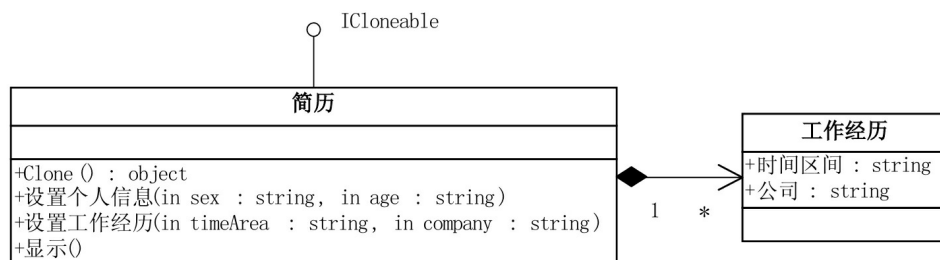 ICloneable
简历
+Clone() : object
+设置个人信息(in sex : string, in age : string)
+设置工作经历(in timeArea : string, in company : string)
+显示()
1
*
工作经历
+时间区间 : string
+公司 : string